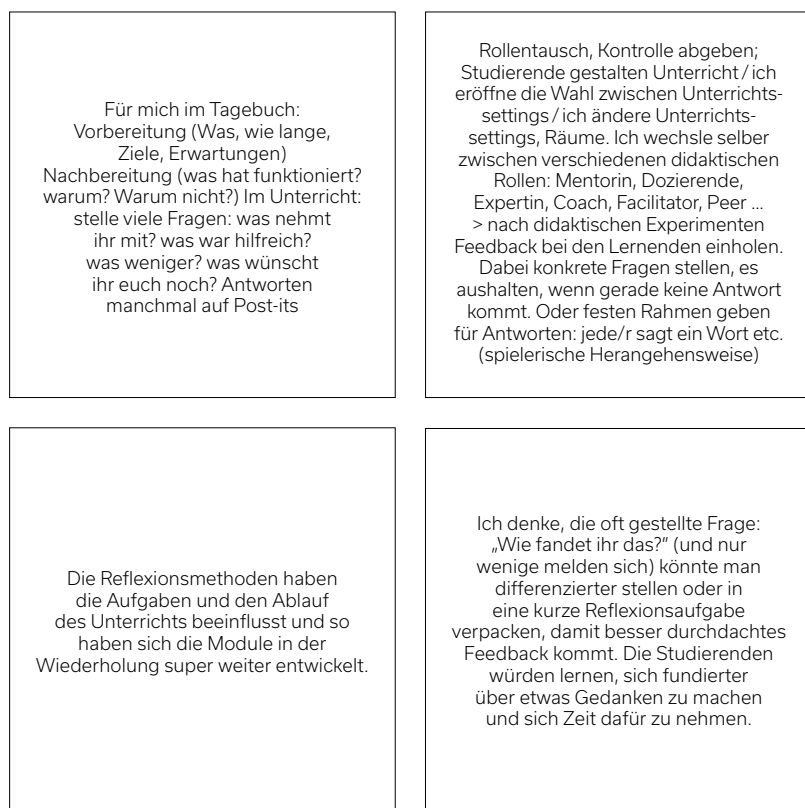 Für mich im Tagebuch:
Vorbereitung (Was, wie lange,
Ziele, Erwartungen)
Nachbereitung (was hat funktioniert?
warum? Warum nicht?) Im Unterricht:
stelle viele Fragen: was nehmt
ihr mit? was war hilfreich?
was weniger? was wünscht
ihr euch noch? Antworten
manchmal auf Post-its
Rollentausch, Kontrolle abgeben;
Studierende gestalten Unterricht / ich
eröffne die Wahl zwischen Unterrichts-
settings / ich ändere Unterrichts-
settings, Räume. Ich wechsle selber
zwischen verschiedenen didaktischen
Rollen: Mentorin, Dozierende,
Expertin, Coach, Facilitator, Peer ...
> nach didaktischen Experimenten
Feedback bei den Lernenden einholen.
Dabei konkrete Fragen stellen, es
aushalten, wenn gerade keine Antwort
kommt. Oder festen Rahmen geben
für Antworten: jede/r sagt ein Wort etc.
(spielerische Herangehensweise)
Die Reflexionsmethoden haben
die Aufgaben und den Ablauf
des Unterrichts beeinflusst und so
haben sich die Module in der
Wiederholung super weiter entwickelt.
Ich denke, die oft gestellte Frage:
„Wie fandet ihr das?” (und nur
wenige melden sich) könnte man
differenzierter stellen oder in
eine kurze Reflexionsaufgabe
verpacken, damit besser durchdachtes
Feedback kommt. Die Studierenden
würden lernen, sich fundierter
über etwas Gedanken zu machen
und sich Zeit dafür zu nehmen.